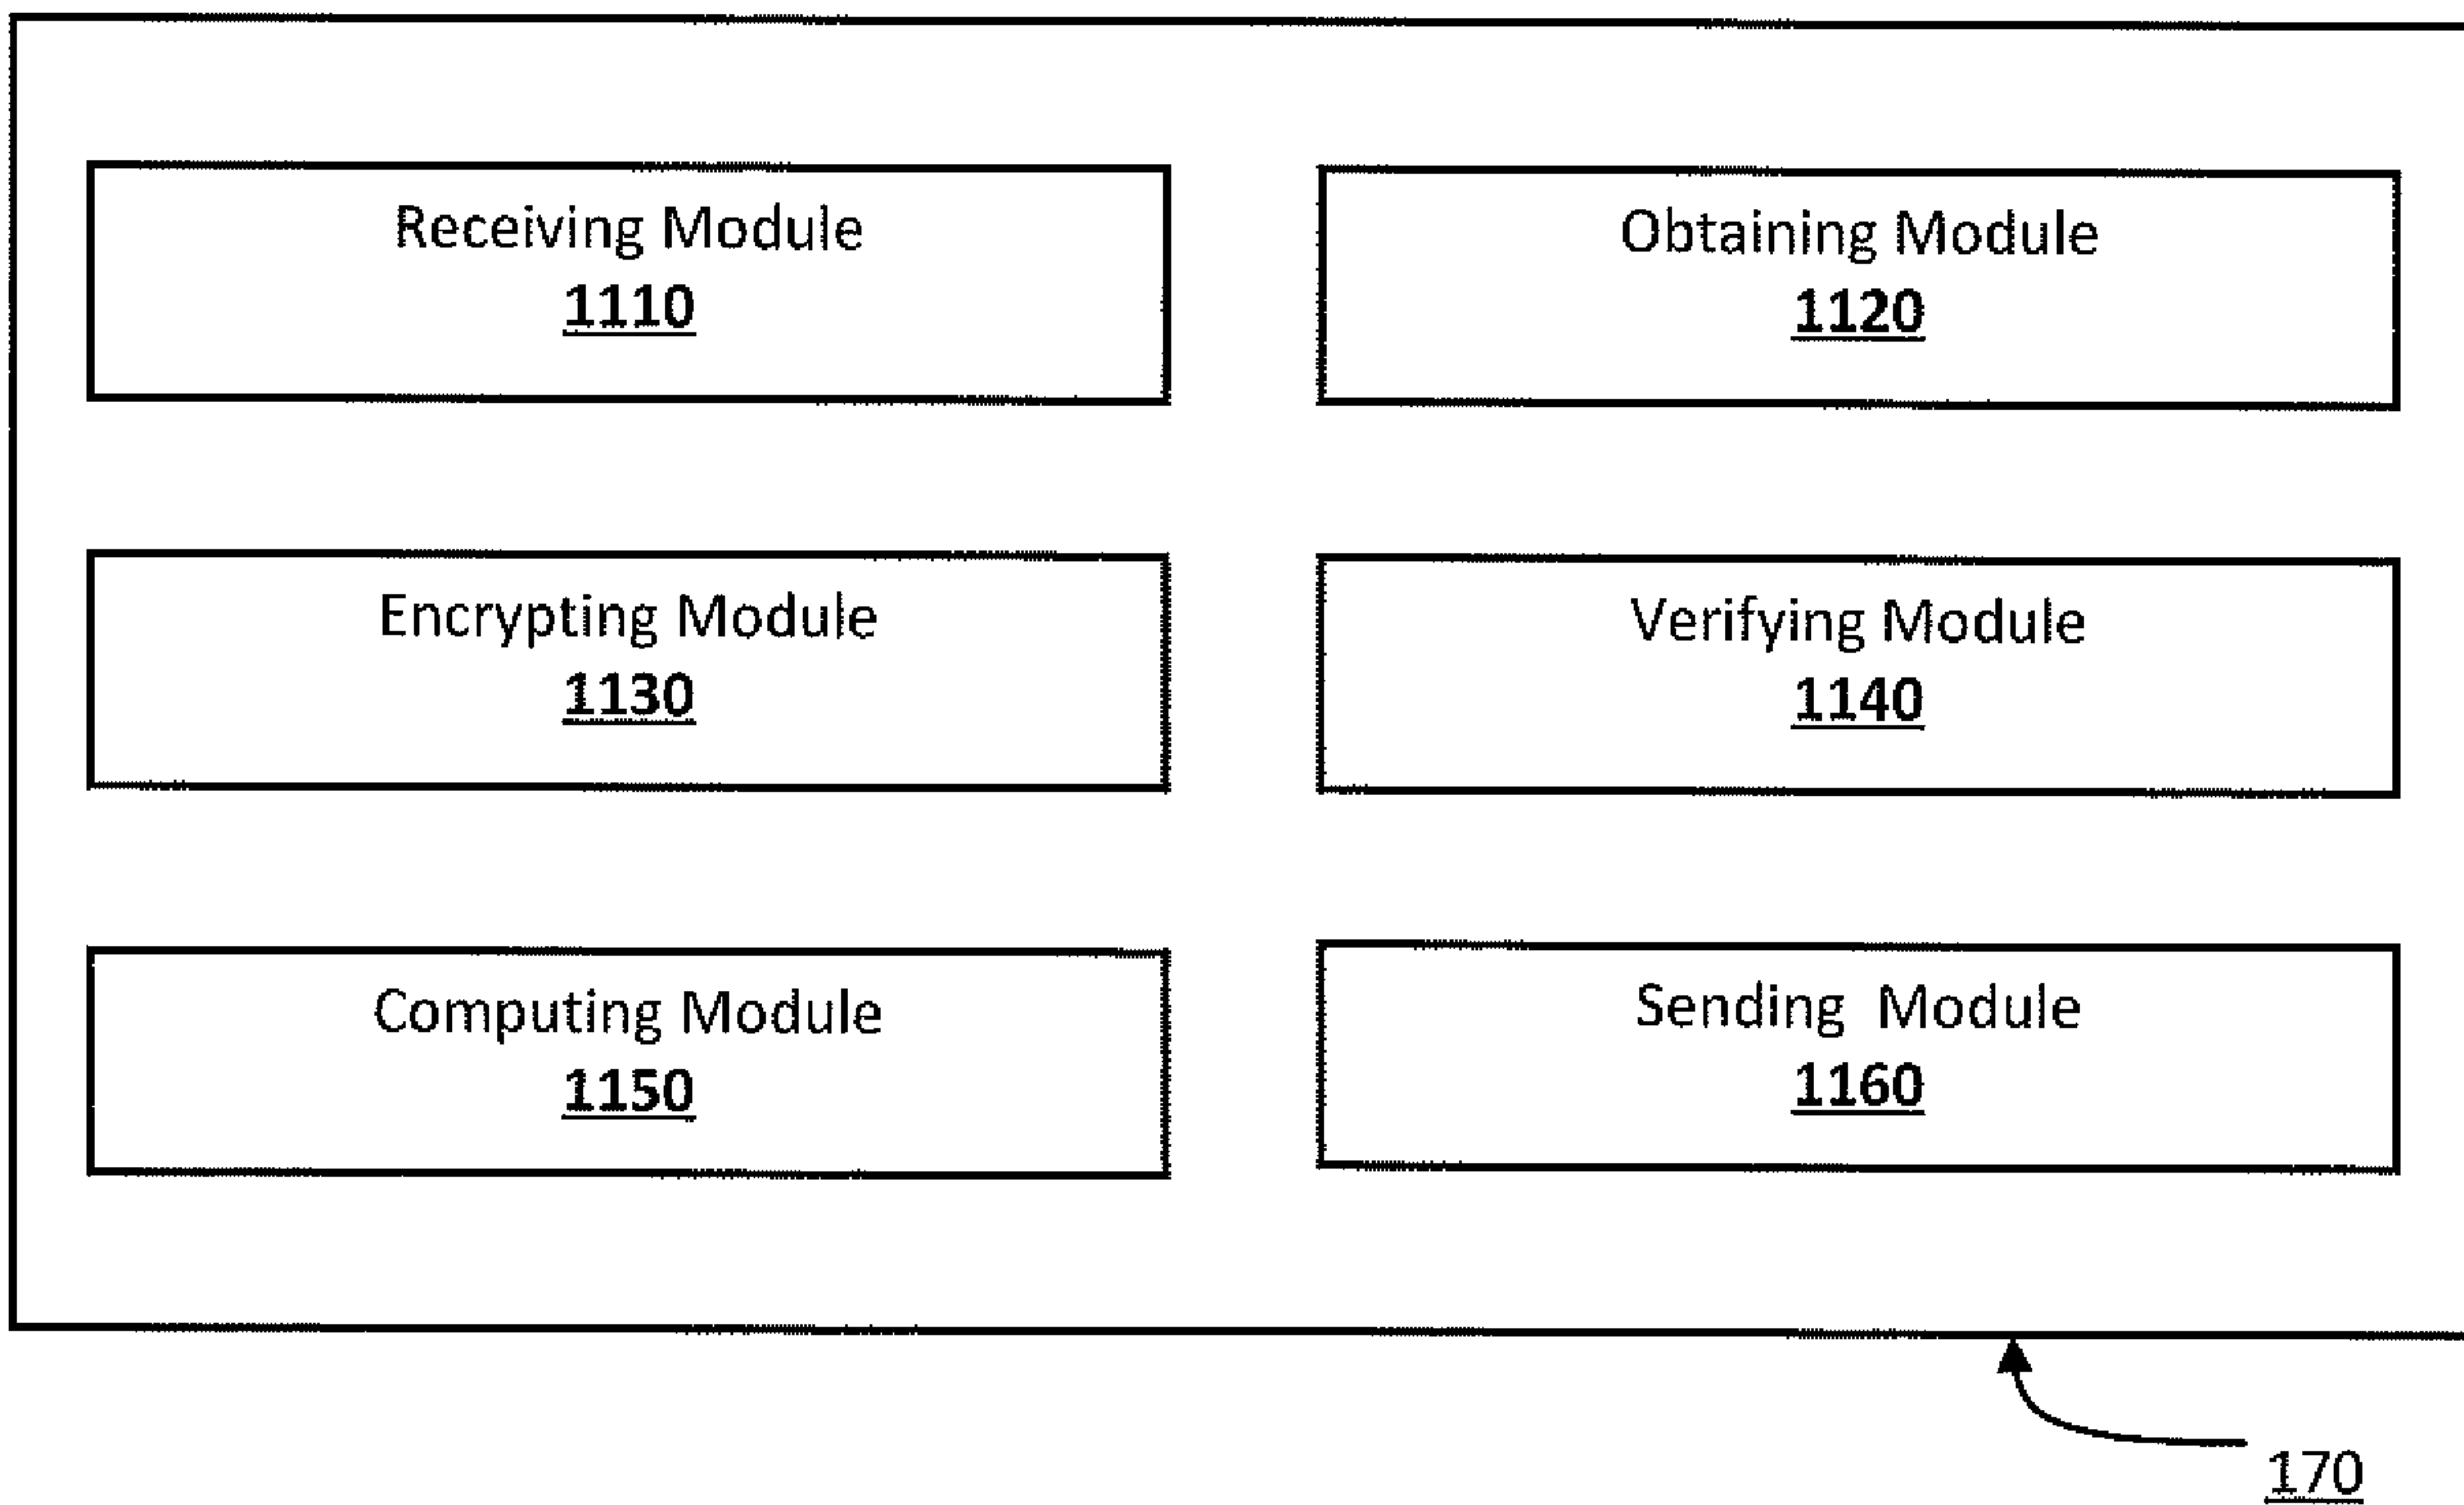 Receiving Module
1110
Obtaining Module
1120
Encrypting Module
1130
Verifying Module
1140
Computing Module
1150
Sending Module
1160
170